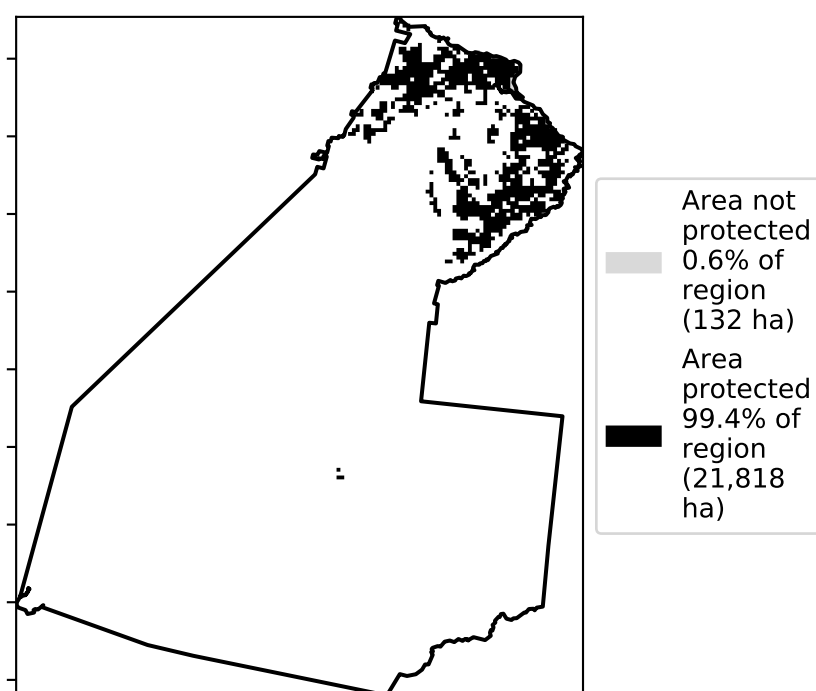 Area not
protected
0.6% of
region
(132 ha)
Area
protected
99.4% of
region
(21,818
ha)